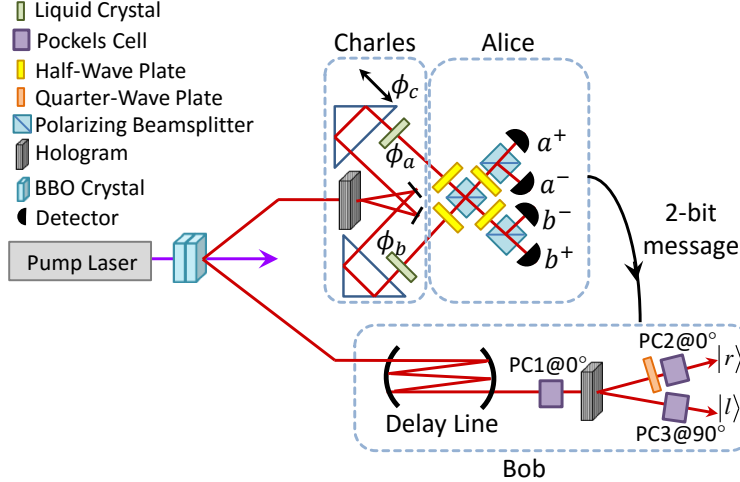 Liquid Crystal
Pockels Cell
Half-Wave Plate
Quarter-Wave Plate
Polarizing Beamsplitter
Hologram
BBO Crystal
Detector
Pump Laser
Charles
Alice
ϕc
ϕa
ϕb
a⁺
a⁻
b⁻
b⁺
2-bit
message
PC1@0°
PC2@0°
|r⟩
|l⟩
PC3@90°
Delay Line
Bob